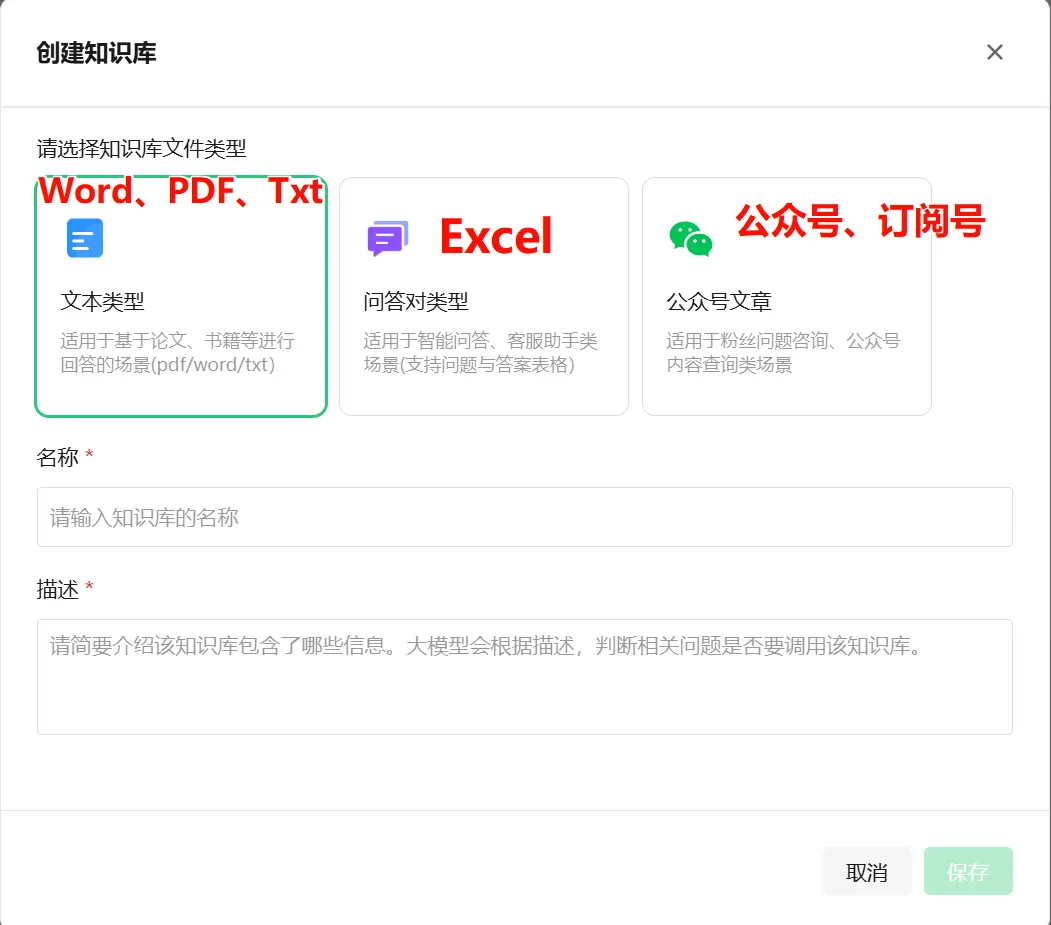 创建知识库
请选择知识库文件类型
Word、PDF、Txt
文本类型
适用于基于论文、书籍等进行
回答的场景(pdf/word/txt）
Excel
问答对类型
适用于智能问答、客服助手类
场景(支持问题与答案表格)
公众号、订阅号
公众号文章
适用于粉丝问题咨询、公众号
内容查询类场景
名称 *
请输入知识库的名称
描述 *
请简要介绍该知识库包含了哪些信息。大模型会根据描述，判断相关问题是否要调用该知识库。
取消
保存